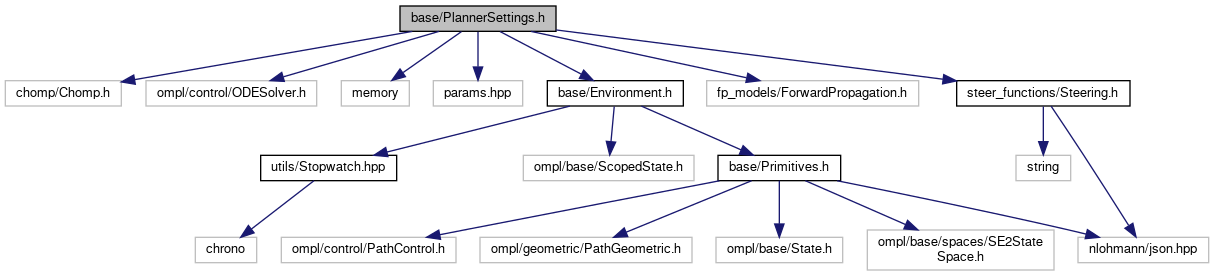 base/PlannerSettings.h
chomp/Chomp.h
ompl/control/ODESolver.h
memory
params.hpp
base/Environment.h
fp_models/ForwardPropagation.h
steer_functions/Steering.h
utils/Stopwatch.hpp
ompl/base/ScopedState.h
base/Primitives.h
string
chrono
ompl/control/PathControl.h
ompl/geometric/PathGeometric.h
ompl/base/State.h
ompl/base/spaces/SE2State
Space.h
nlohmann/json.hpp